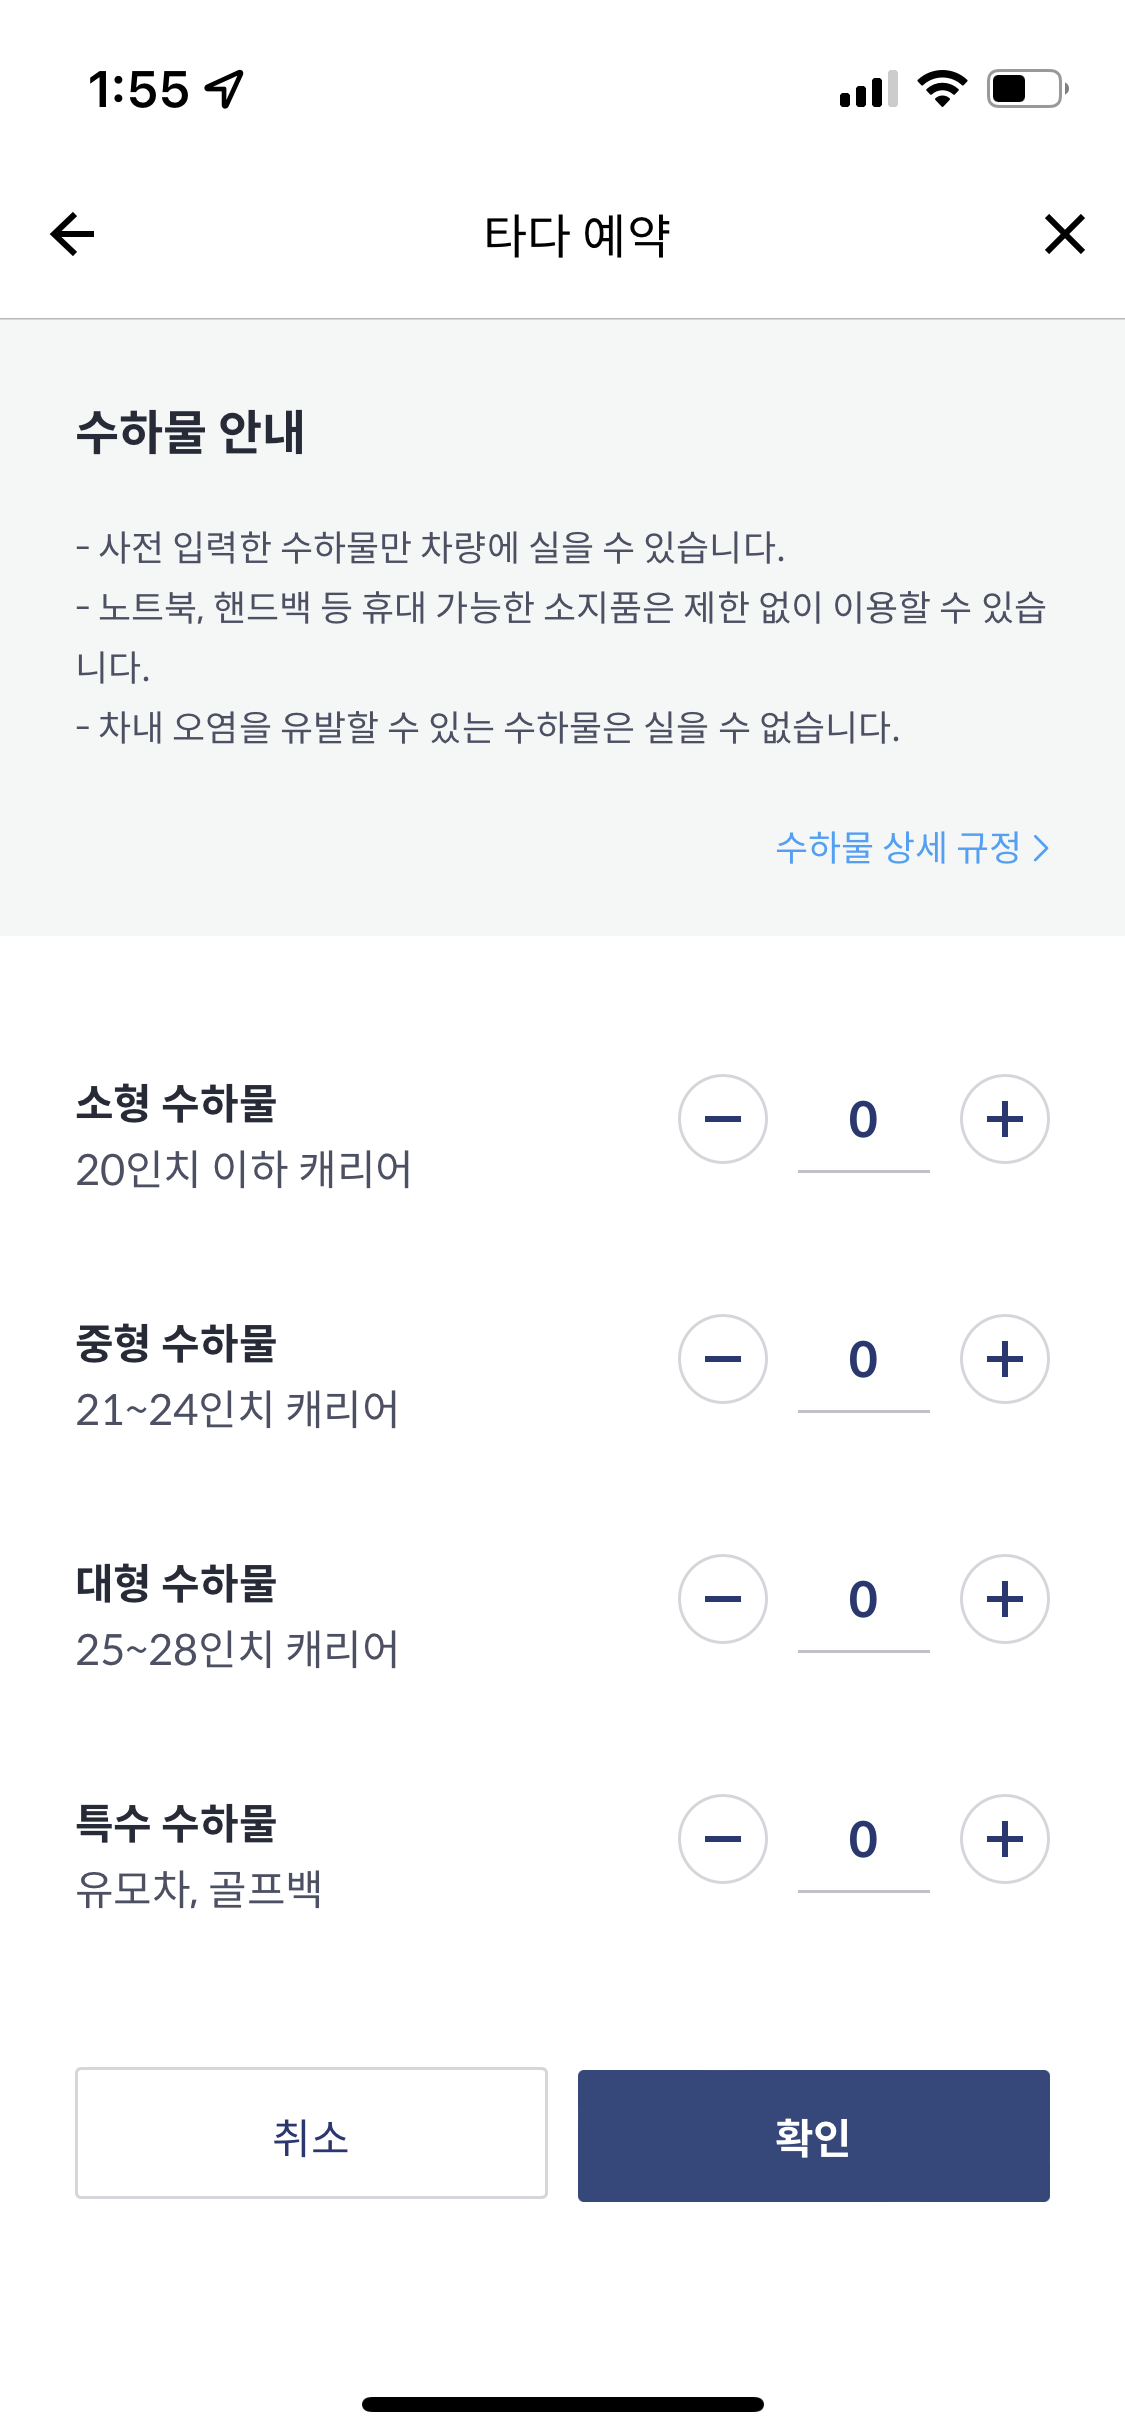 1:55
타다 예약
수하물 안내
- 사전 입력한 수하물만 차량에 실을 수 있습니다.
- 노트북, 핸드백 등 휴대 가능한 소지품은 제한 없이 이용할 수 있습
니다.
- 차내 오염을 유발할 수 있는 수하물은 실을 수 없습니다.
수하물 상세 규정 >
소형 수하물
20인치 이하 캐리어
0
중형 수하물
21~24인치 캐리어
0
대형 수하물
25~28인치 캐리어
0
특수 수하물
유모차, 골프백
0
취소
확인